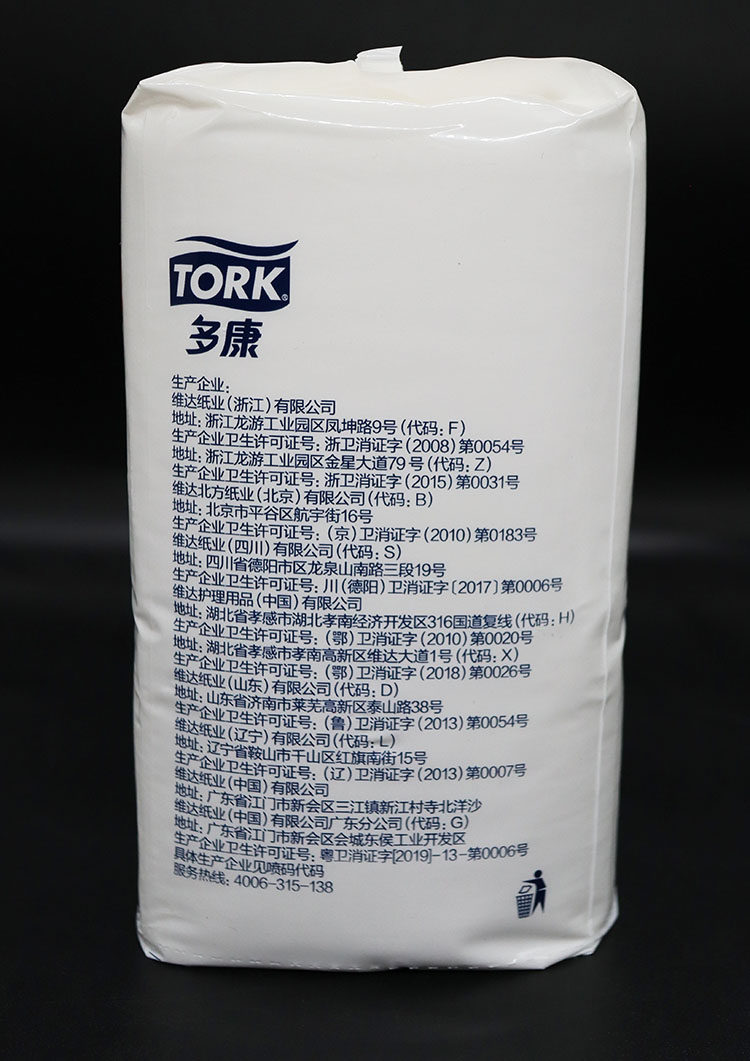 TORK®
多康
生产企业：
维达纸业(浙江)有限公司
地址：浙江龙游工业园区凤坤路9号(代码：F)
生产企业卫生许可证号：浙卫消证字(2008)第0054号
地址：浙江龙游工业园区金星大道79号(代码：Z)
生产企业卫生许可证号：浙卫消证字(2015)第0031号
维达北方纸业(北京)有限公司(代码：B)
地址：北京市平谷区航宇街16号
生产企业卫生许可证号：(京)卫消证字(2010)第0183号
维达纸业(四川)有限公司(代码：S)
地址：四川省德阳市区龙泉山南路三段19号
生产企业卫生许可证号：川(德阳)卫消证字〔2017〕第0006号
维达护理用品(中国)有限公司
地址：湖北省孝感市湖北孝南经济开发区316国道复线(代码：H)
生产企业卫生许可证号：(鄂)卫消证字(2010)第0020号
地址：湖北省孝感市孝南高新区维达大道1号(代码：X)
生产企业卫生许可证号：(鄂)卫消证字(2018)第0026号
维达纸业(山东)有限公司(代码：D)
地址：山东省济南市莱芜高新区泰山路38号
生产企业卫生许可证号：(鲁)卫消证字(2013)第0054号
维达纸业(辽宁)有限公司(代码：L)
地址：辽宁省鞍山市千山区红旗南街15号
生产企业卫生许可证号：(辽)卫消证字(2013)第0007号
维达纸业(中国)有限公司
地址：广东省江门市新会区三江镇新江村寺北洋沙
维达纸业(中国)有限公司广东分公司(代码：G)
地址：广东省江门市新会区会城东侯工业开发区
生产企业卫生许可证号：粤卫消证字[2019]-13-第0006号
具体生产企业见喷码代码
服务热线：4006-315-138